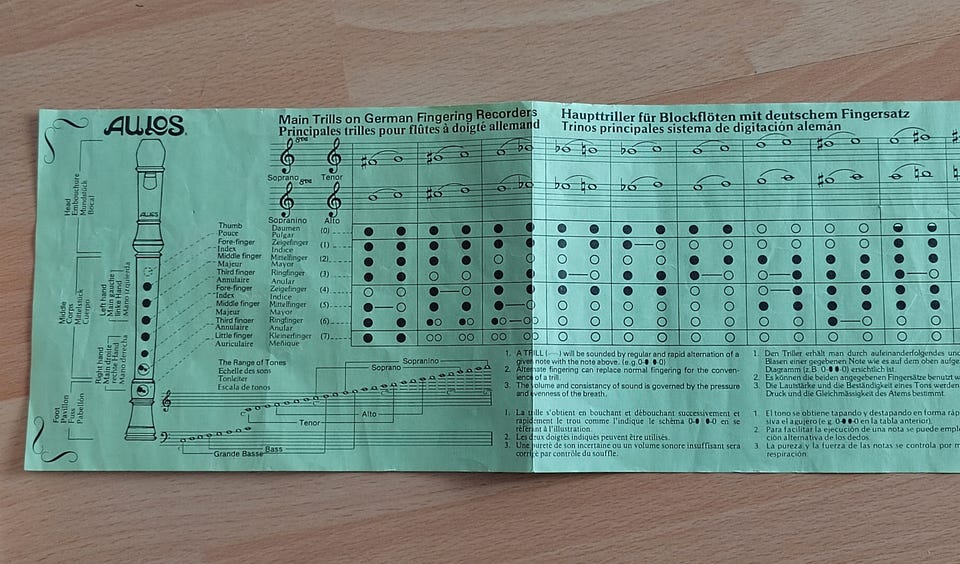 AULOS.
Main Trills on German Fingering Recorders
Principales trilles pour flûtes à doigté allemand
Haupttriller für Blockflöten mit deutschem Fingersatz
Trinos principales sistema de digitación alemán
8va
Soprano
Tenor
8va
Sopranino
Alto
Head
Embouchure
Mundstück
Bocal
Middle
Corps
Mittelstück
Cuerpo
Foot
Pavillon
Fuss
Pabellón
Left hand
Main gauche
linke Hand
Mano izquierda
Right hand
Main droite
rechte Hand
Mano derecha
AULOS
Thumb Daumen (0)
Pouce Pulgar
Fore-finger Zeigefinger (1)
Index Indice
Middle finger Mittelfinger (2)
Majeur Mayor
Third finger Ringfinger (3)
Annulaire Anular
Fore-finger Zeigefinger (4)
Index Indice
Middle finger Mittelfinger (5)
Majeur Mayor
Third finger Ringfinger (6)
Annulaire Anular
Little finger Kleinerfinger (7)
Auriculaire Meñique
The Range of Tones
Echelle des sons
Tonleiter
Escala de tonos
Sopranino
Soprano
Alto
Tenor
Bass
Grande Basse
1. A TRILL (—) will be sounded by regular and rapid alternation of a
given note with the note above. (e.g. 0-●●0)
2. Alternate fingering can replace normal fingering for the conven-
ience of a trill.
3. The volume and consistancy of sound is governed by the pressure
and evenness of the breath.
1. La trille s'obtient en bouchant et débouchant successivement et
rapidement le trou comme l'indique le schéma 0-● ●-0 en se
référant à l'illustration.
2. Les deux doigtés indiqués peuvent être utilisés.
3. Une pureté de son incertaine ou un volume sonore insuffisant sera
corrigé par contrôle du souffle.
1. Den Triller erhält man durch aufeinanderfolgendes und
Blasen einer gegebenen Note wie es auf dem oben aufge
Diagramm (z.B. 0-●●-0) ersichtlich ist.
2. Es können die beiden angegebenen Fingersätze benutzt w
3. Die Lautstärke und die Beständigkeit eines Tons werden
Druck und die Gleichmässigkeit des Atems bestimmt.
1. El tono se obtiene tapando y destapando en forma ráp
siva el agujero (e.g. 0-●●-0 en la tabla anterior).
2. Para facilitar la ejecución de una nota se puede emple
ción alternativa de los dedos.
3. La pureza y la fuerza de las notas se controla por m
respiración.